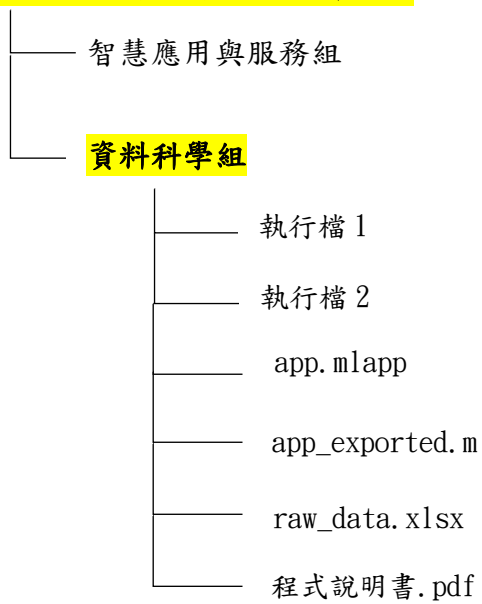 智慧應用與服務組
資料科學組
執行檔1
執行檔2
app.mlapp
app_exported.m
raw_data.xlsx
程式說明書.pdf